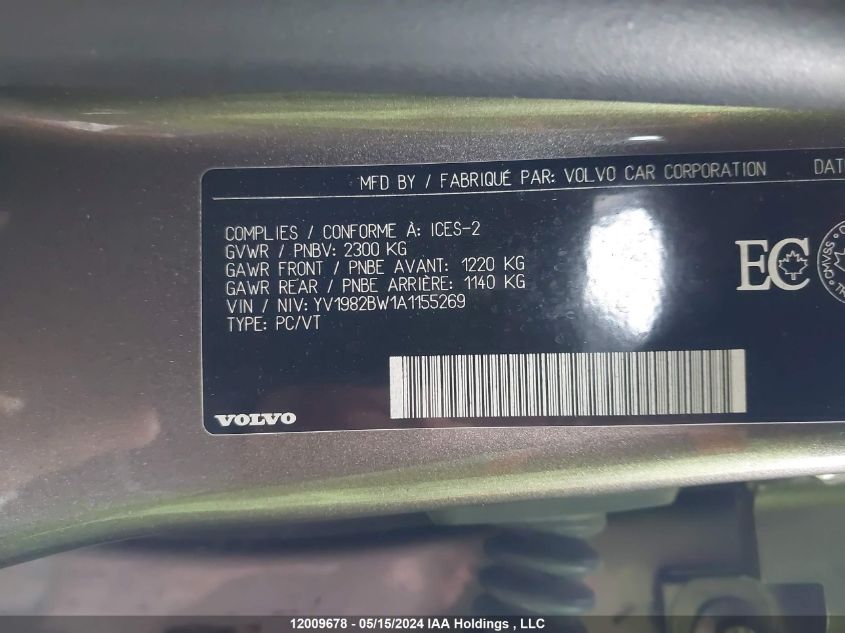 MFD BY / FABRIQUÉ PAR: VOLVO CAR CORPORATION
COMPLIES / CONFORME À: ICES-2
GVWR / PNBV: 2300 KG
GAWR FRONT / PNBE AVANT: 1220 KG
GAWR REAR / PNBE ARRIÈRE: 1140 KG
VIN / NIV: YV1982BW1A1155269
TYPE: PC/VT
EC
VOLVO
12009678 - 05/15/2024 IAA Holdings , LLC